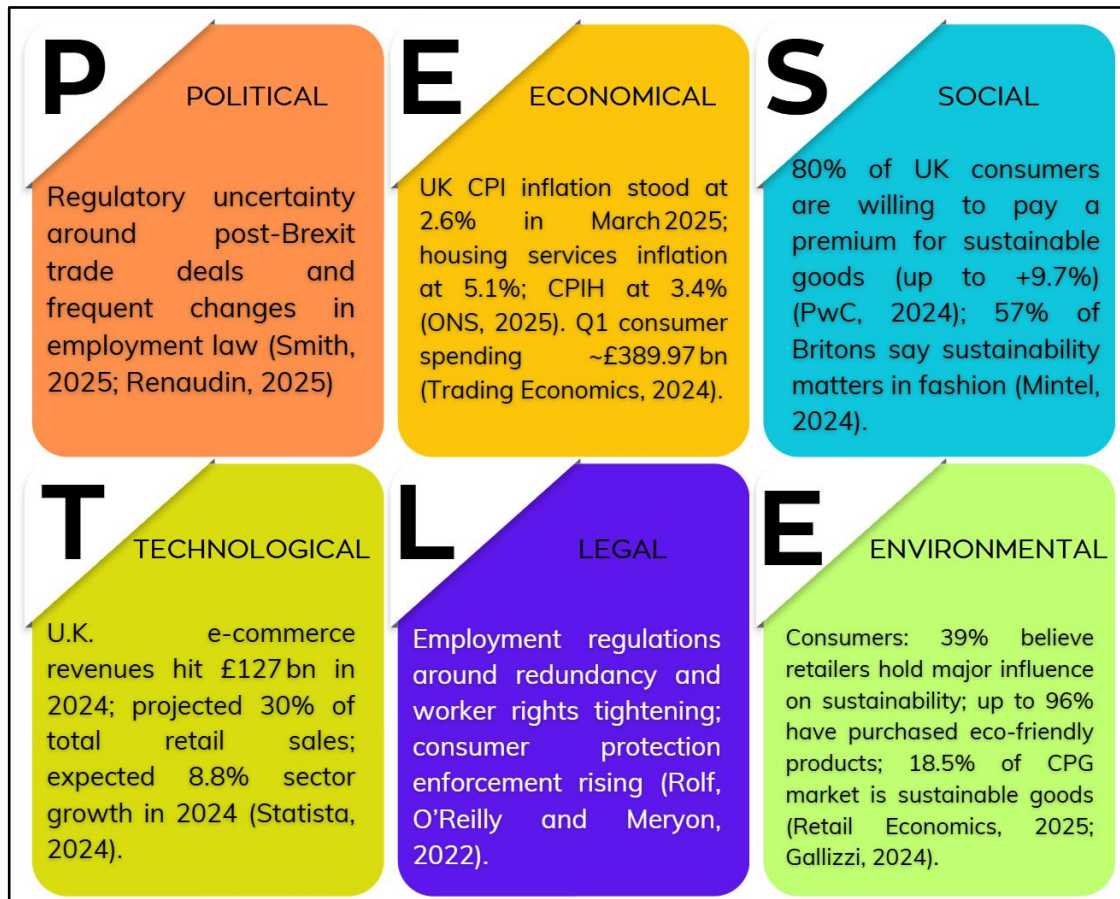 P
POLITICAL
Regulatory uncertainty
around post-Brexit
trade deals and
frequent changes in
employment law (Smith,
2025; Renaudin, 2025)
E
ECONOMICAL
UK CPI inflation stood at
2.6% in March 2025;
housing services inflation
at 5.1%; CPIH at 3.4%
(ONS, 2025). Q1 consumer
spending ~£389.97 bn
(Trading Economics, 2024).
S
SOCIAL
80% of UK consumers
are willing to pay a
premium for sustainable
goods (up to +9.7%)
(PwC, 2024); 57% of
Britons say sustainability
matters in fashion (Mintel,
2024).
T
TECHNOLOGICAL
U.K. e-commerce
revenues hit £127 bn in
2024; projected 30% of
total retail sales;
expected 8.8% sector
growth in 2024 (Statista,
2024).
L
LEGAL
Employment regulations
around redundancy and
worker rights tightening;
consumer protection
enforcement rising (Rolf,
O’Reilly and Meryon,
2022).
E
ENVIRONMENTAL
Consumers: 39% believe
retailers hold major influence
on sustainability; up to 96%
have purchased eco-friendly
products; 18.5% of CPG
market is sustainable goods
(Retail Economics, 2025;
Gallizzi, 2024).